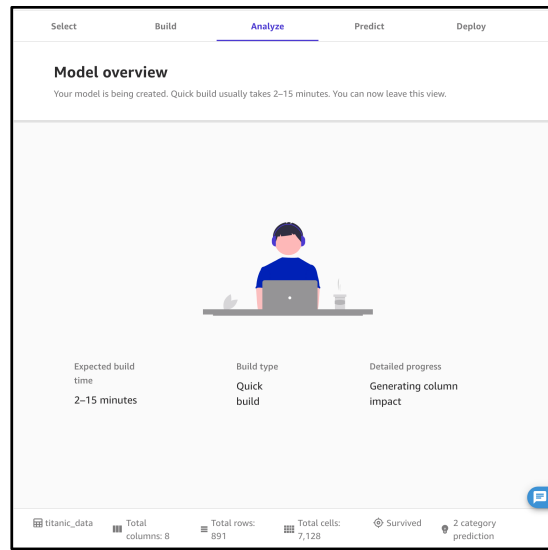 Select Build Analyze Predict Deploy
Model overview
Your model is being created. Quick build usually takes 2–15 minutes. You can now leave this view.
Expected build
time
2–15 minutes
Build type
Quick
build
Detailed progress
Generating column
impact
titanic_data
Total
columns: 8
Total rows:
891
Total cells:
7,128
Survived
2 category
prediction